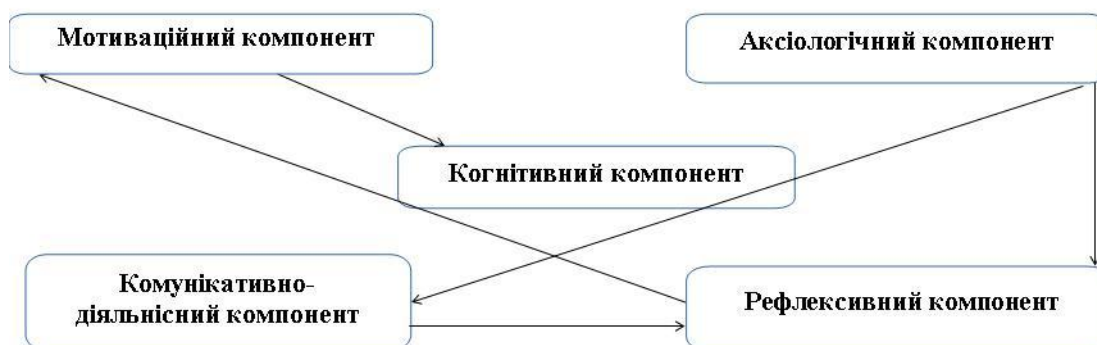 Мотиваційний компонент
Аксіологічний компонент
Когнітивний компонент
Комунікативно-
діяльнісний компонент
Рефлексивний компонент